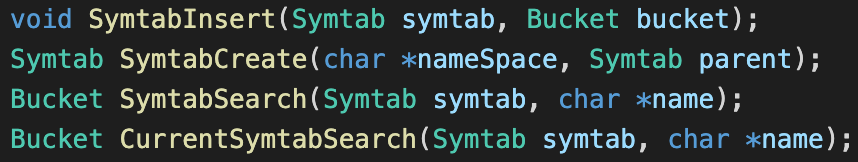 void SymtabInsert(Symtab symtab, Bucket bucket);
Symtab SymtabCreate(char *nameSpace, Symtab parent);
Bucket SymtabSearch(Symtab symtab, char *name);
Bucket CurrentSymtabSearch(Symtab symtab, char *name);